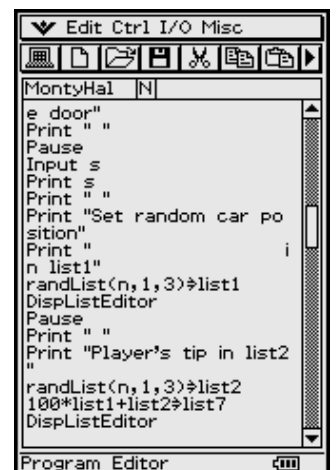 Edit Ctrl I/O Misc
MontyHal N
e door"
Print " "
Pause
Input s
Print s
Print " "
Print "Set random car po
sition"
Print "                    i
n list1"
randList(n,1,3)⇒list1
DispListEditor
Pause
Print " "
Print "Player's tip in list2
"
randList(n,1,3)⇒list2
100*list1+list2⇒list7
DispListEditor
Program Editor